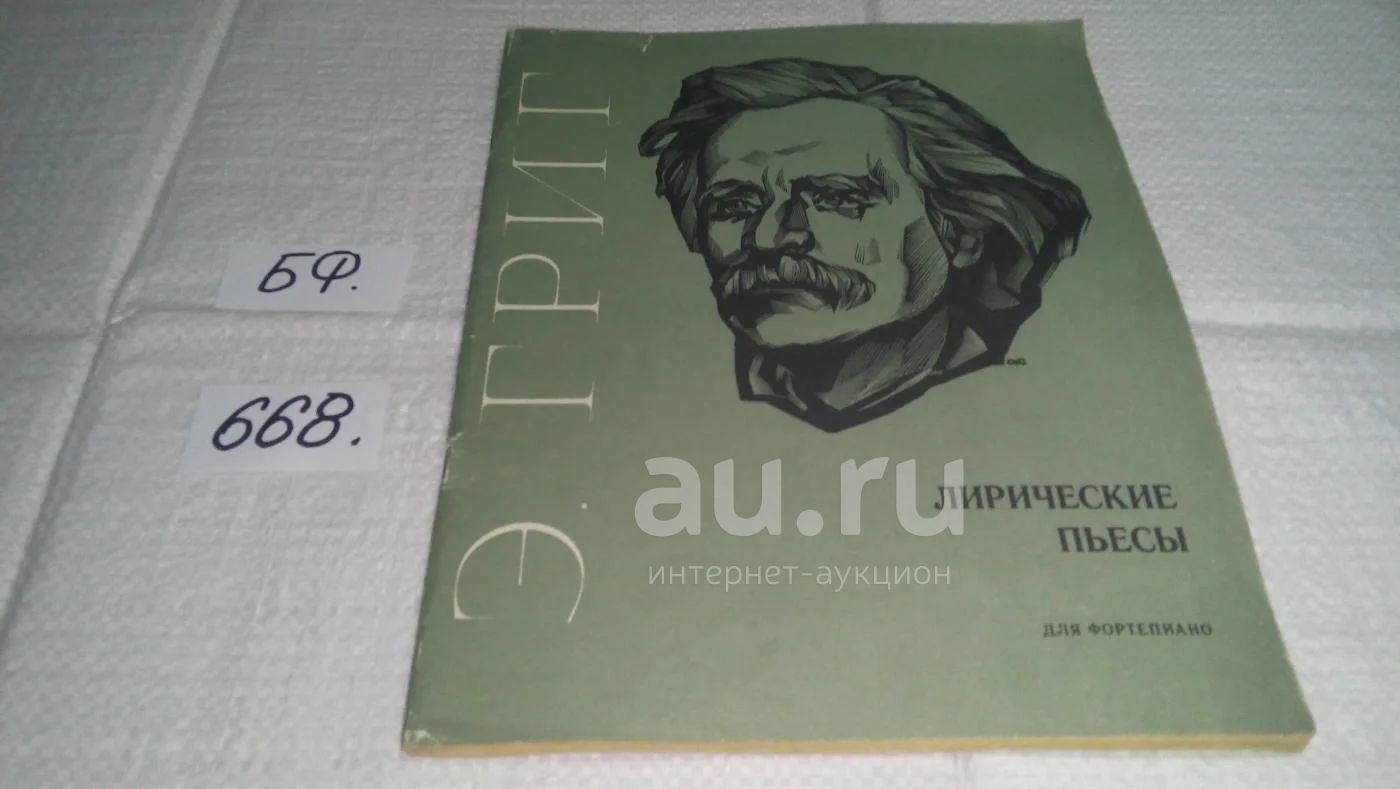 БФ.
668.
Э. ГРИГ
ЛИРИЧЕСКИЕ
ПЬЕСЫ
ДЛЯ ФОРТЕПИАНО
au.ru
интернет-аукцион